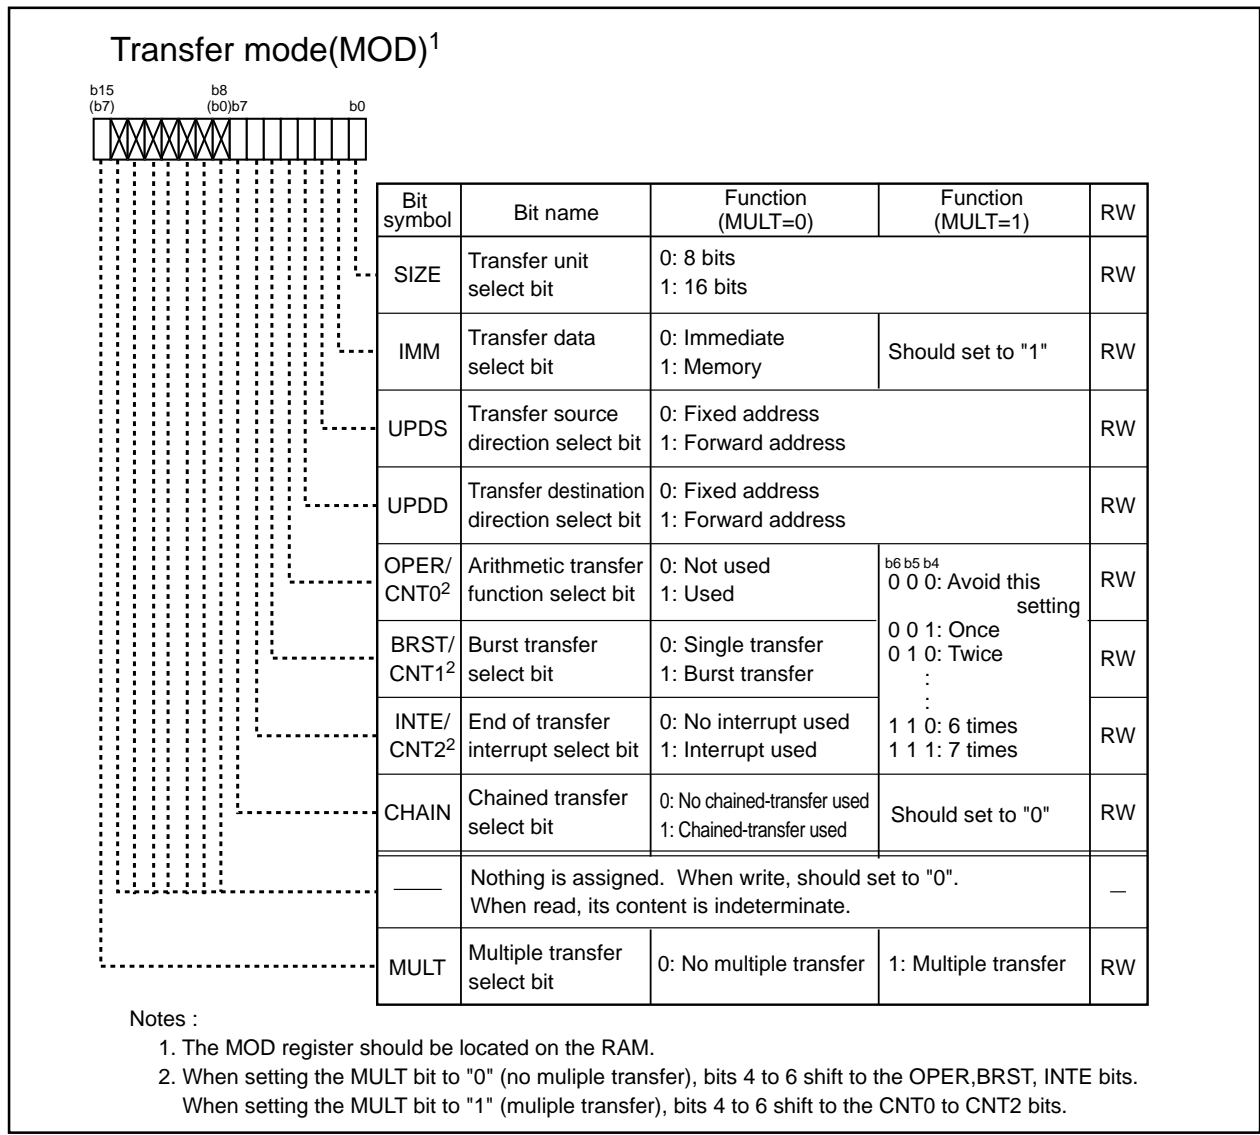 Transfer mode(MOD)1
b15 b8
(b7) (b0)b7 b0
Bit symbol Bit name Function (MULT=0) Function (MULT=1) RW
SIZE Transfer unit select bit 0: 8 bits 1: 16 bits RW
IMM Transfer data select bit 0: Immediate 1: Memory Should set to "1" RW
UPDS Transfer source direction select bit 0: Fixed address 1: Forward address RW
UPDD Transfer destination direction select bit 0: Fixed address 1: Forward address RW
OPER/ CNT02 Arithmetic transfer function select bit 0: Not used 1: Used RW
b6 b5 b4
0 0 0: Avoid this
setting
0 0 1: Once
0 1 0: Twice
:
:
1 1 0: 6 times
1 1 1: 7 times
BRST/ CNT12 Burst transfer select bit 0: Single transfer 1: Burst transfer RW
INTE/ CNT22 End of transfer interrupt select bit 0: No interrupt used 1: Interrupt used RW
CHAIN Chained transfer select bit 0: No chained-transfer used 1: Chained-transfer used Should set to "0" RW
Nothing is assigned. When write, should set to "0".
When read, its content is indeterminate.
MULT Multiple transfer select bit 0: No multiple transfer 1: Multiple transfer RW
Notes :
1. The MOD register should be located on the RAM.
2. When setting the MULT bit to "0" (no muliple transfer), bits 4 to 6 shift to the OPER,BRST, INTE bits.
When setting the MULT bit to "1" (muliple transfer), bits 4 to 6 shift to the CNT0 to CNT2 bits.